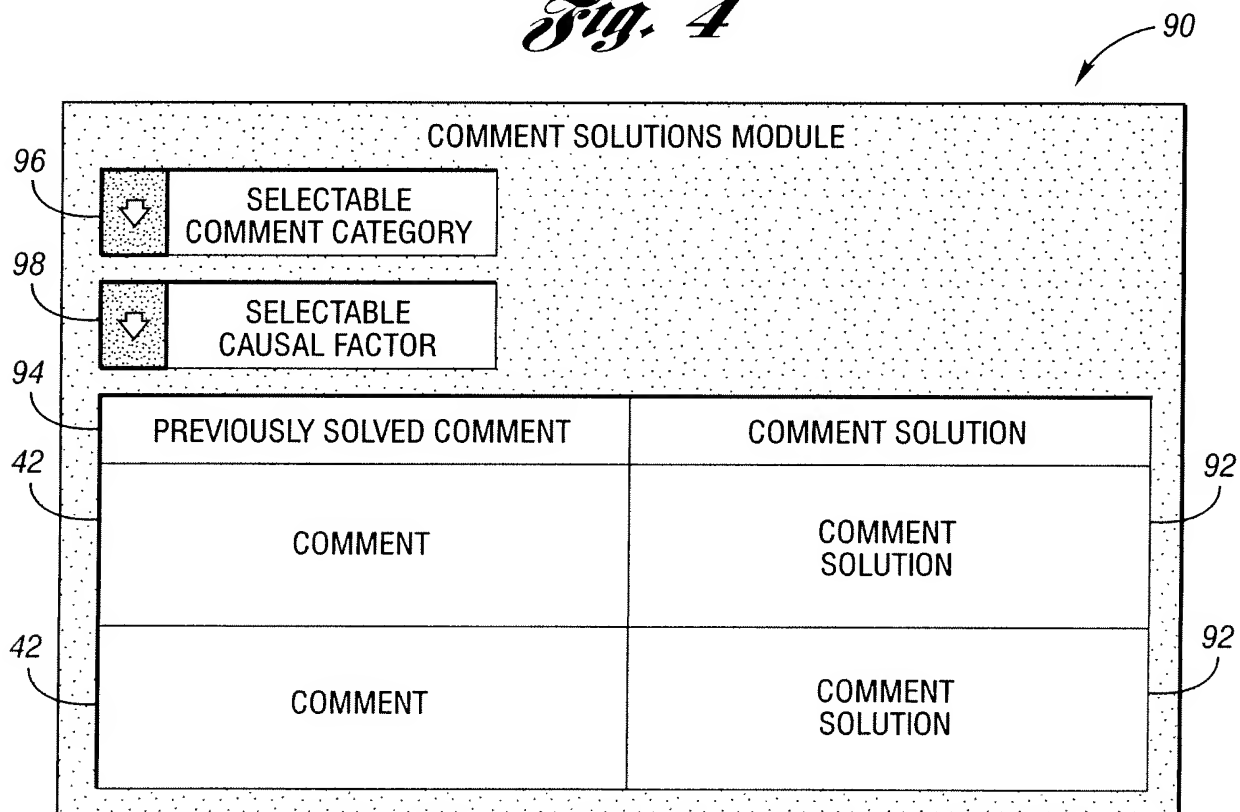 Fig. 4
90
COMMENT SOLUTIONS MODULE
96
SELECTABLE
COMMENT CATEGORY
98
SELECTABLE
CAUSAL FACTOR
94
PREVIOUSLY SOLVED COMMENT
COMMENT SOLUTION
42
COMMENT
COMMENT
SOLUTION
92
42
COMMENT
COMMENT
SOLUTION
92